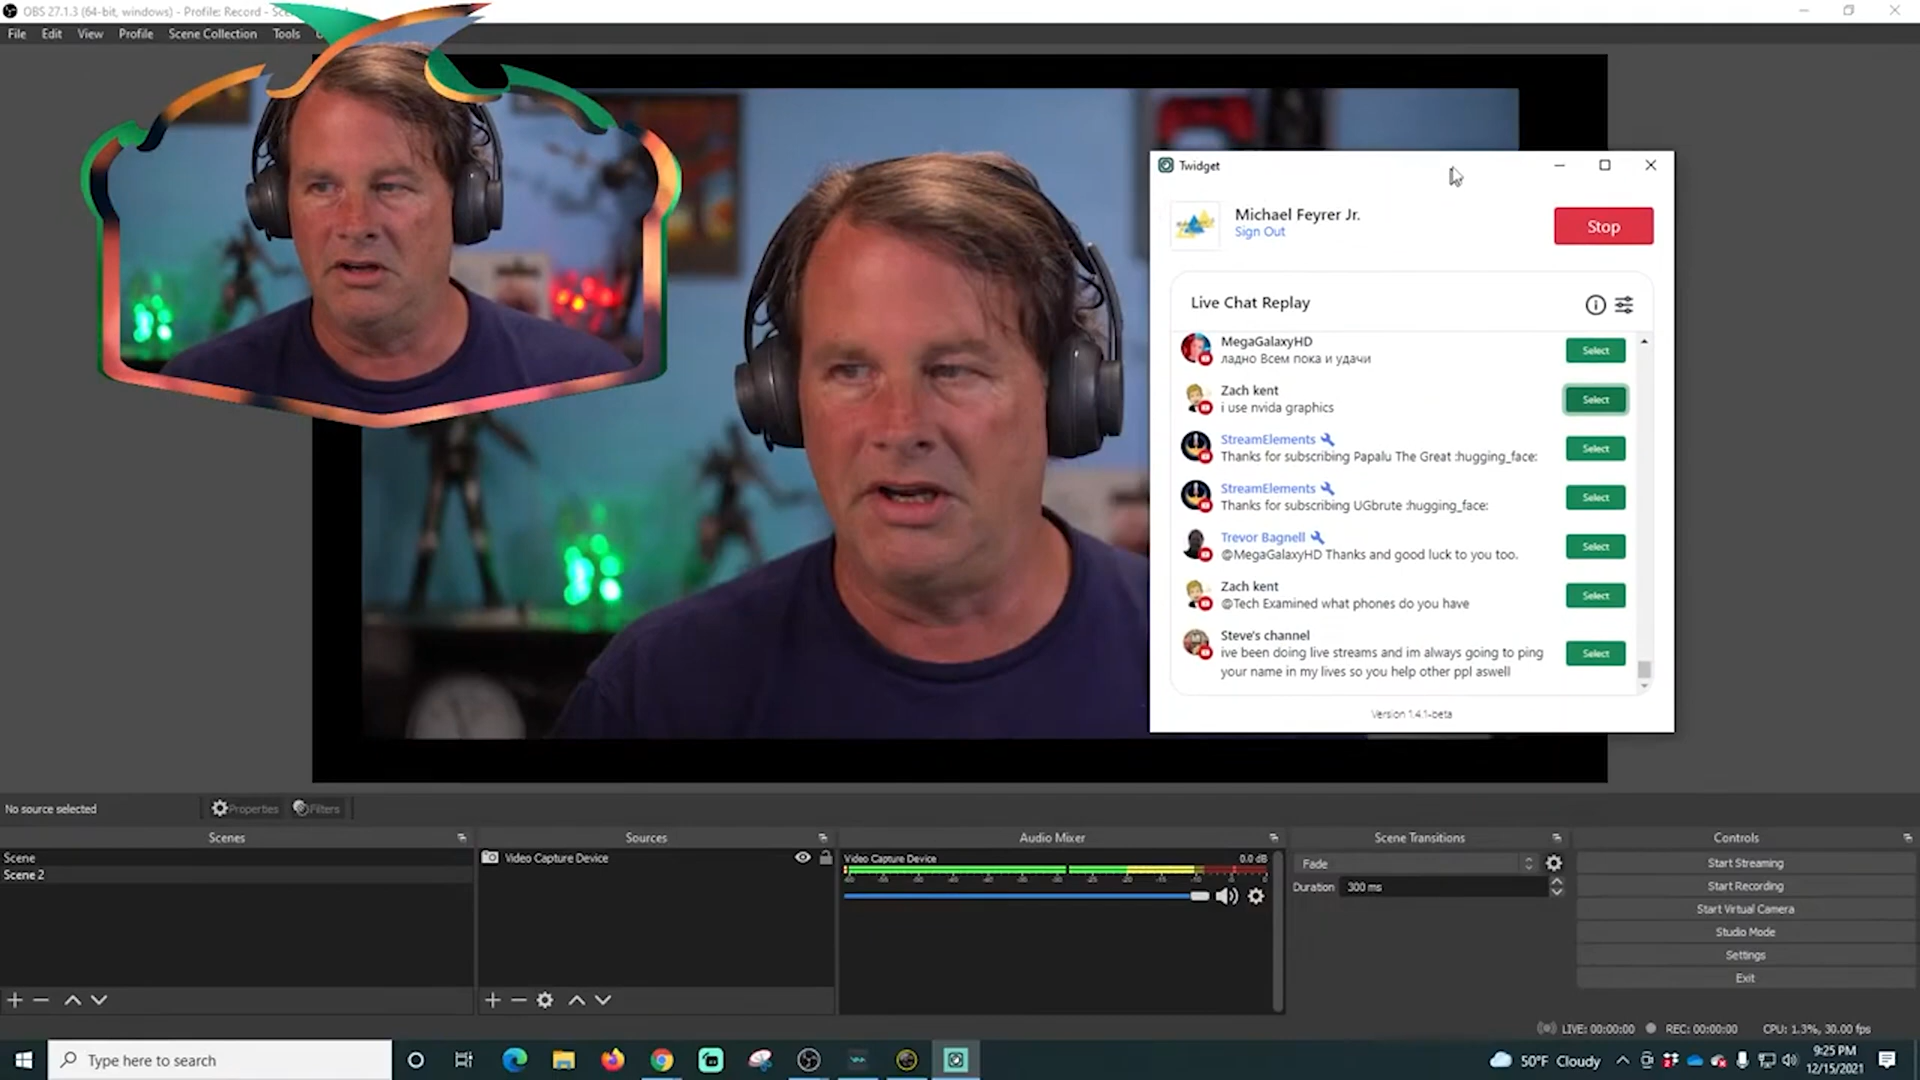 OBS 27.1.3 (64-bit, windows) - Profile: Record -
File Edit View Profile Scene Collection Tools
Twidget
Michael Feyrer Jr.
Sign Out
Stop
Live Chat Replay
MegaGalaxyHD
ладно Всем пока и удачи
Select
Zach kent
i use nvida graphics
Select
StreamElements
Thanks for subscribing Papalu The Great :hugging_face:
Select
StreamElements
Thanks for subscribing UGbrute :hugging_face:
Select
Trevor Bagnell
@MegaGalaxyHD Thanks and good luck to you too.
Select
Zach kent
@Tech Examined what phones do you have
Select
Steve's channel
ive been doing live streams and im always going to ping
your name in my lives so you help other ppl aswell
Select
Version 1.4.1-beta
No source selected
Properties
Filters
Scenes
Scene
Scene 2
Sources
Video Capture Device
Audio Mixer
Video Capture Device
0.0 dB
Scene Transitions
Fade
Duration 300 ms
Controls
Start Streaming
Start Recording
Start Virtual Camera
Studio Mode
Settings
Exit
LIVE: 00:00:00 REC: 00:00:00 CPU: 1.3%, 30.00 fps
Type here to search
50°F Cloudy
9:25 PM
12/15/2021